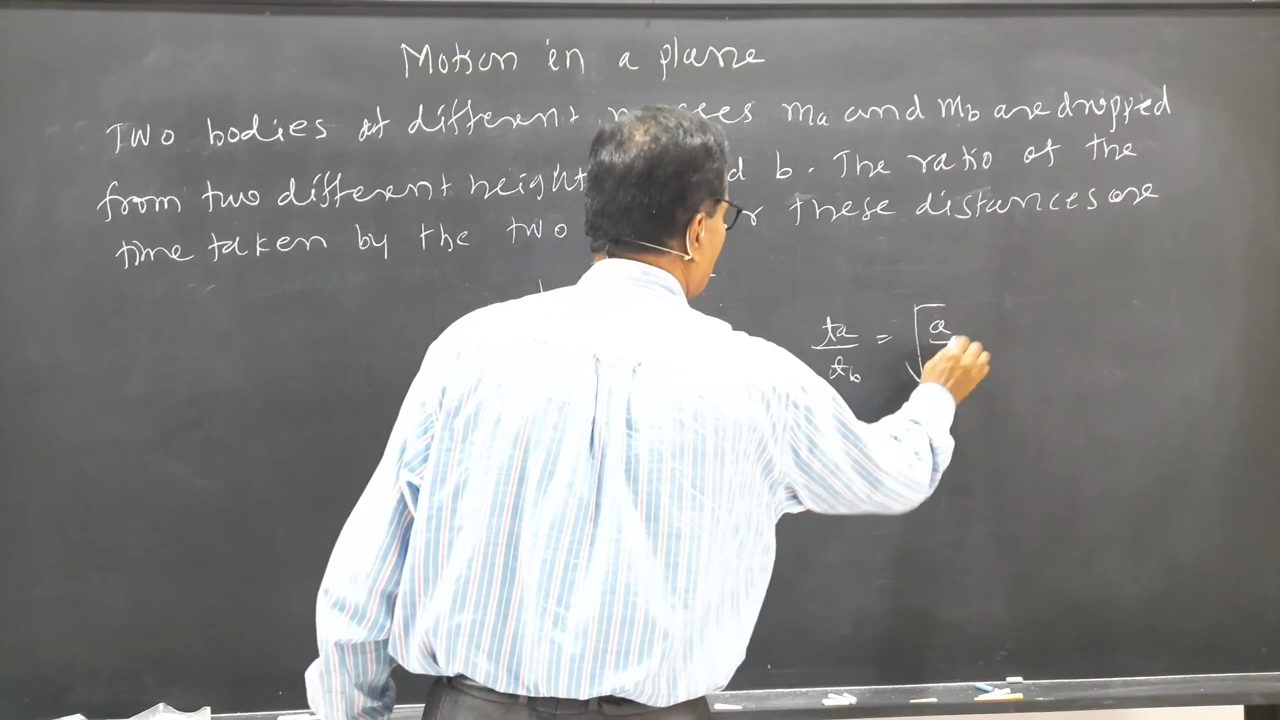 Motion in a plane
Two bodies of different masses ma and mb are dropped
from two different height b. The ratio of the
time taken by the two these distances are
ta/tb = √a